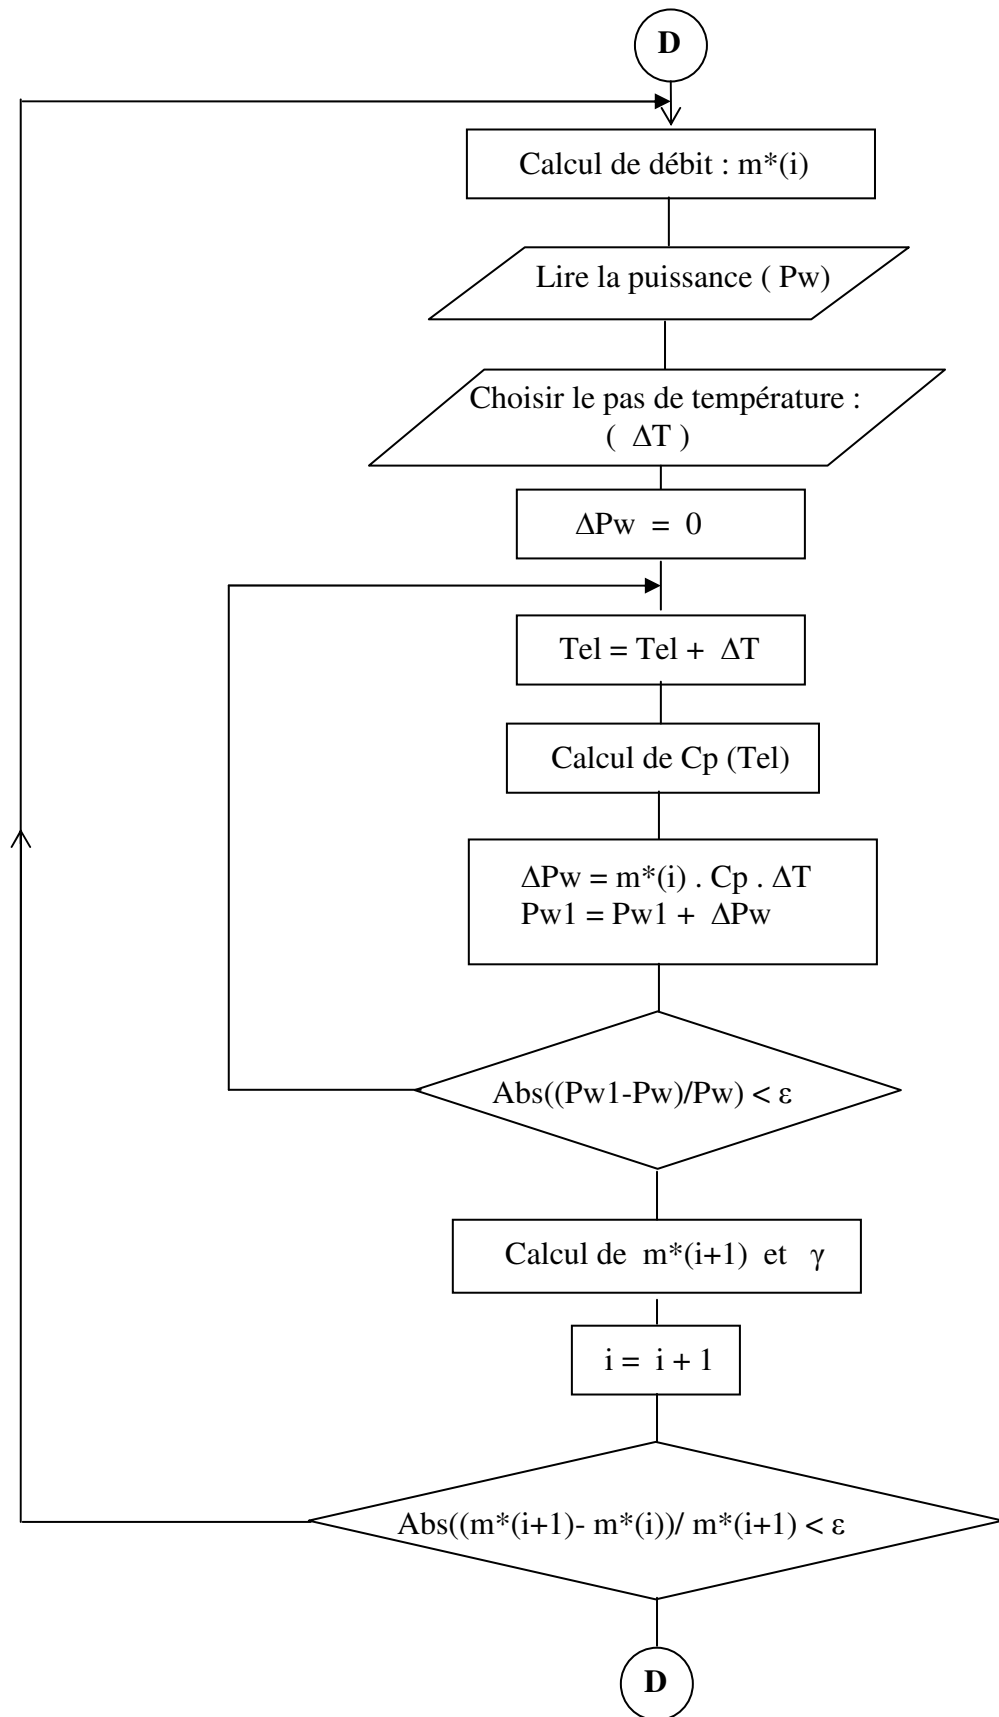 D
Calcul de débit : m*(i)
Lire la puissance ( Pw)
Choisir le pas de température :
( ΔT )
ΔPw = 0
Tel = Tel + ΔT
Calcul de Cp (Tel)
ΔPw = m*(i) . Cp . ΔT
Pw1 = Pw1 + ΔPw
Abs((Pw1-Pw)/Pw) < ε
Calcul de m*(i+1) et γ
i = i + 1
Abs((m*(i+1)- m*(i))/ m*(i+1) < ε
D